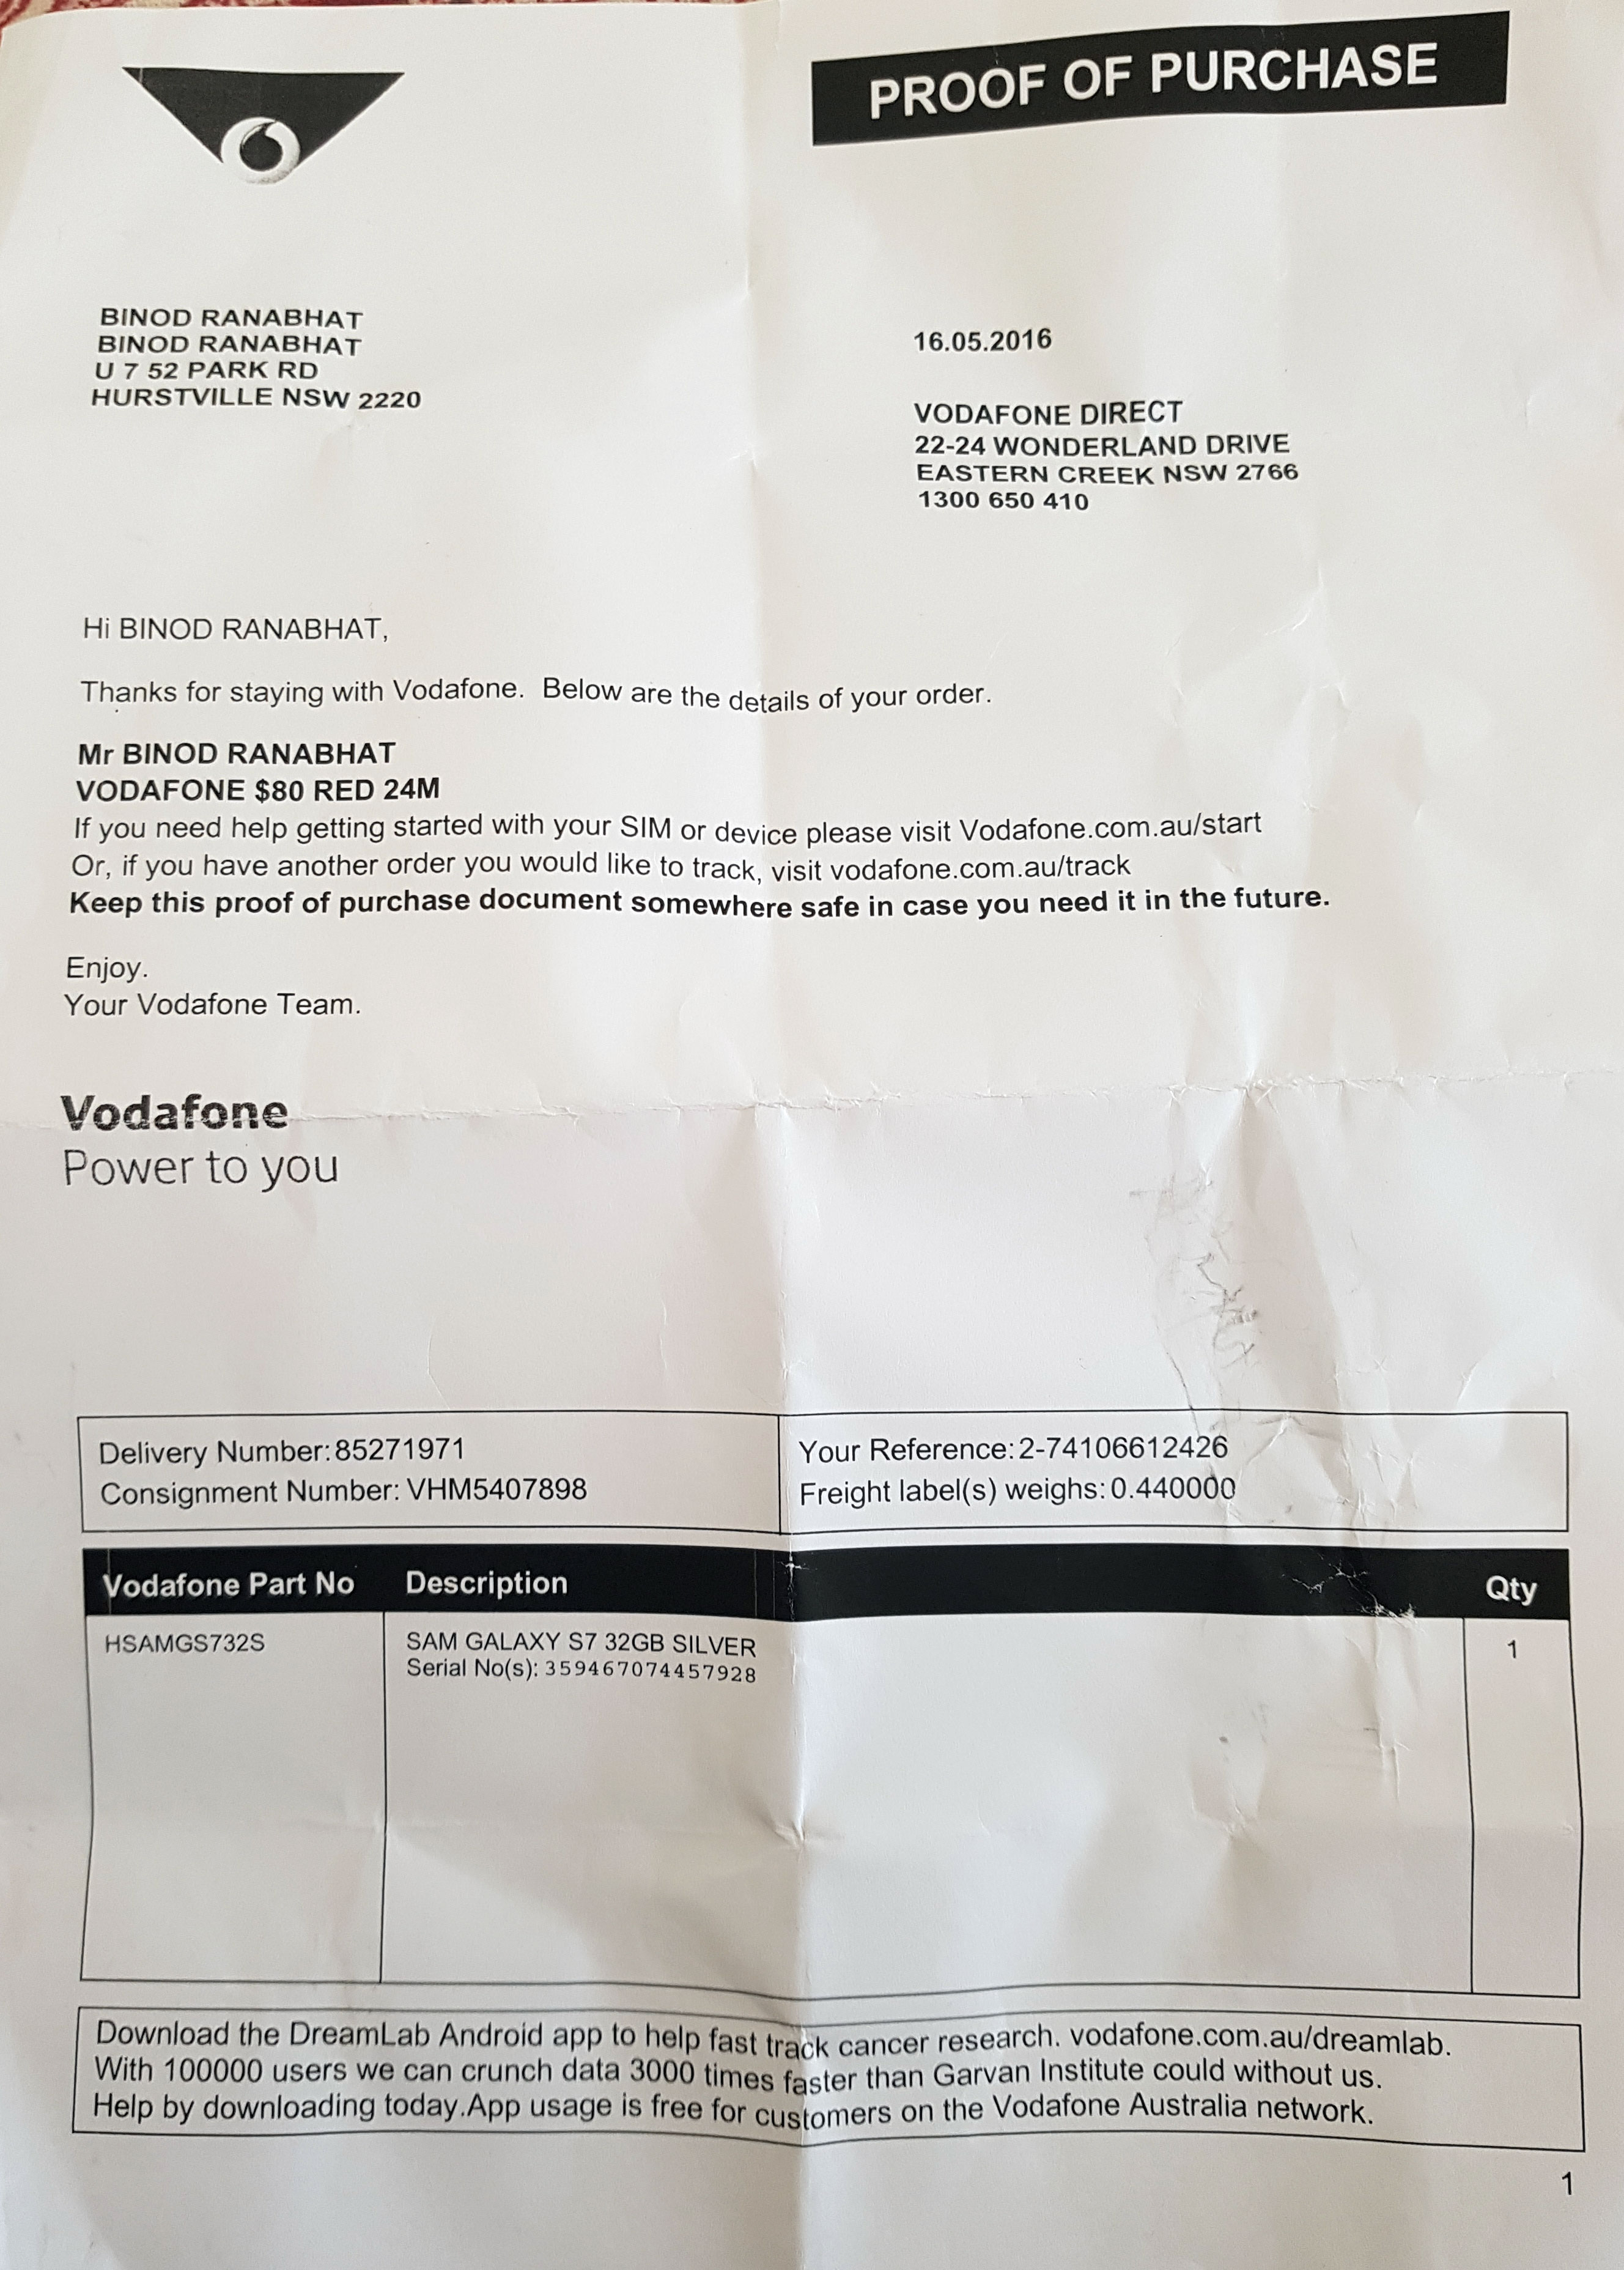 PROOF OF PURCHASE
BINOD RANABHAT
BINOD RANABHAT
U 7 52 PARK RD
HURSTVILLE NSW 2220
16.05.2016
VODAFONE DIRECT
22-24 WONDERLAND DRIVE
EASTERN CREEK NSW 2766
1300 650 410
Hi BINOD RANABHAT,
Thanks for staying with Vodafone. Below are the details of your order.
Mr BINOD RANABHAT
VODAFONE $80 RED 24M
If you need help getting started with your SIM or device please visit Vodafone.com.au/start
Or, if you have another order you would like to track, visit vodafone.com.au/track
Keep this proof of purchase document somewhere safe in case you need it in the future.
Enjoy.
Your Vodafone Team.
Vodafone
Power to you
Delivery Number: 85271971
Consignment Number: VHM5407898
Your Reference: 2-74106612426
Freight label(s) weighs: 0.440000
Vodafone Part No Description Qty
HSAMGS732S SAM GALAXY S7 32GB SILVER 1
Serial No(s): 359467074457928
Download the DreamLab Android app to help fast track cancer research. vodafone.com.au/dreamlab.
With 100000 users we can crunch data 3000 times faster than Garvan Institute could without us.
Help by downloading today.App usage is free for customers on the Vodafone Australia network.
1